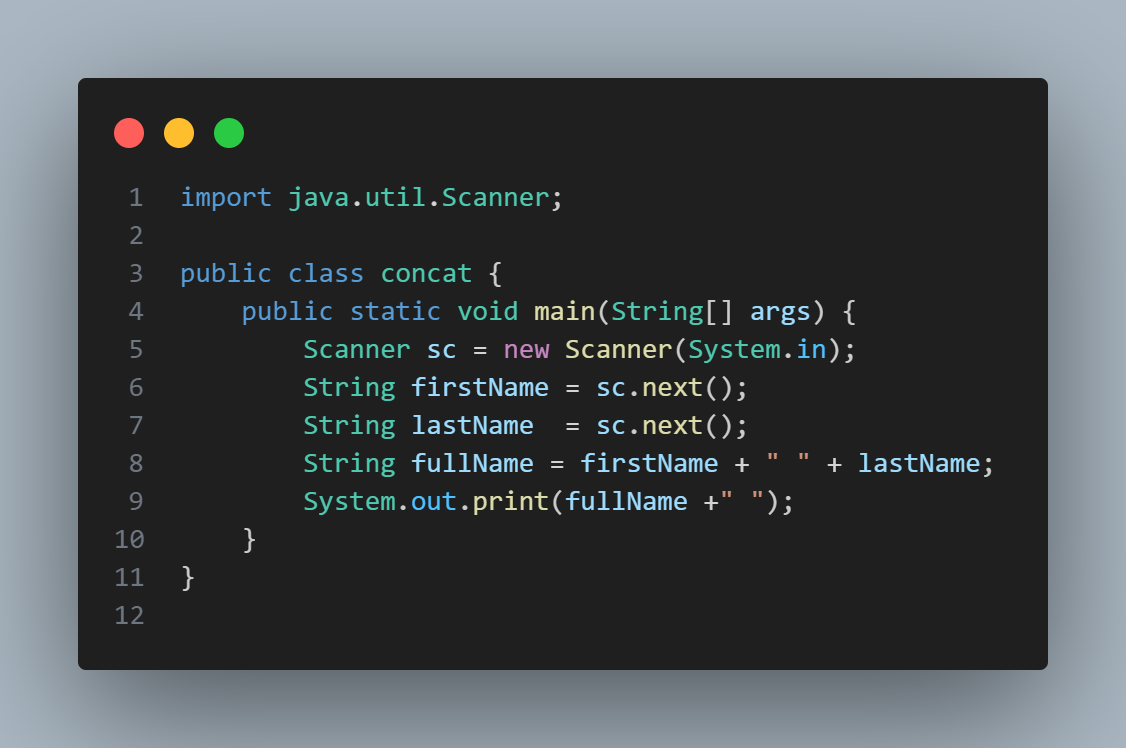 1 import java.util.Scanner;
2
3 public class concat {
4     public static void main(String[] args) {
5         Scanner sc = new Scanner(System.in);
6         String firstName = sc.next();
7         String lastName  = sc.next();
8         String fullName = firstName + " " + lastName;
9         System.out.print(fullName +" ");
10     }
11 }
12